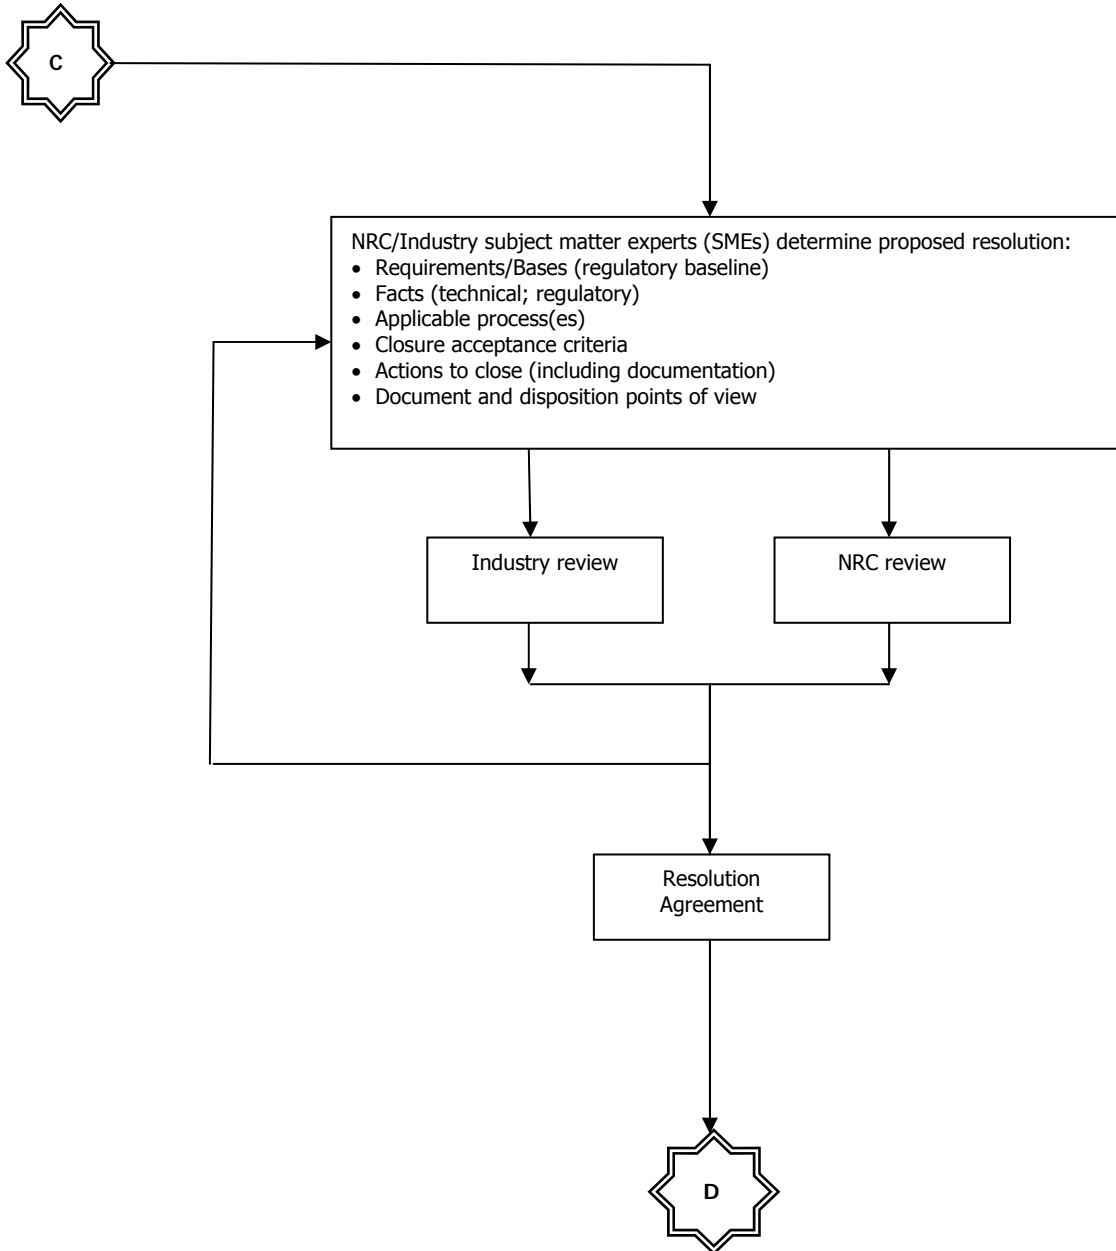 C
NRC/Industry subject matter experts (SMEs) determine proposed resolution:
• Requirements/Bases (regulatory baseline)
• Facts (technical; regulatory)
• Applicable process(es)
• Closure acceptance criteria
• Actions to close (including documentation)
• Document and disposition points of view
Industry review
NRC review
Resolution
Agreement
D